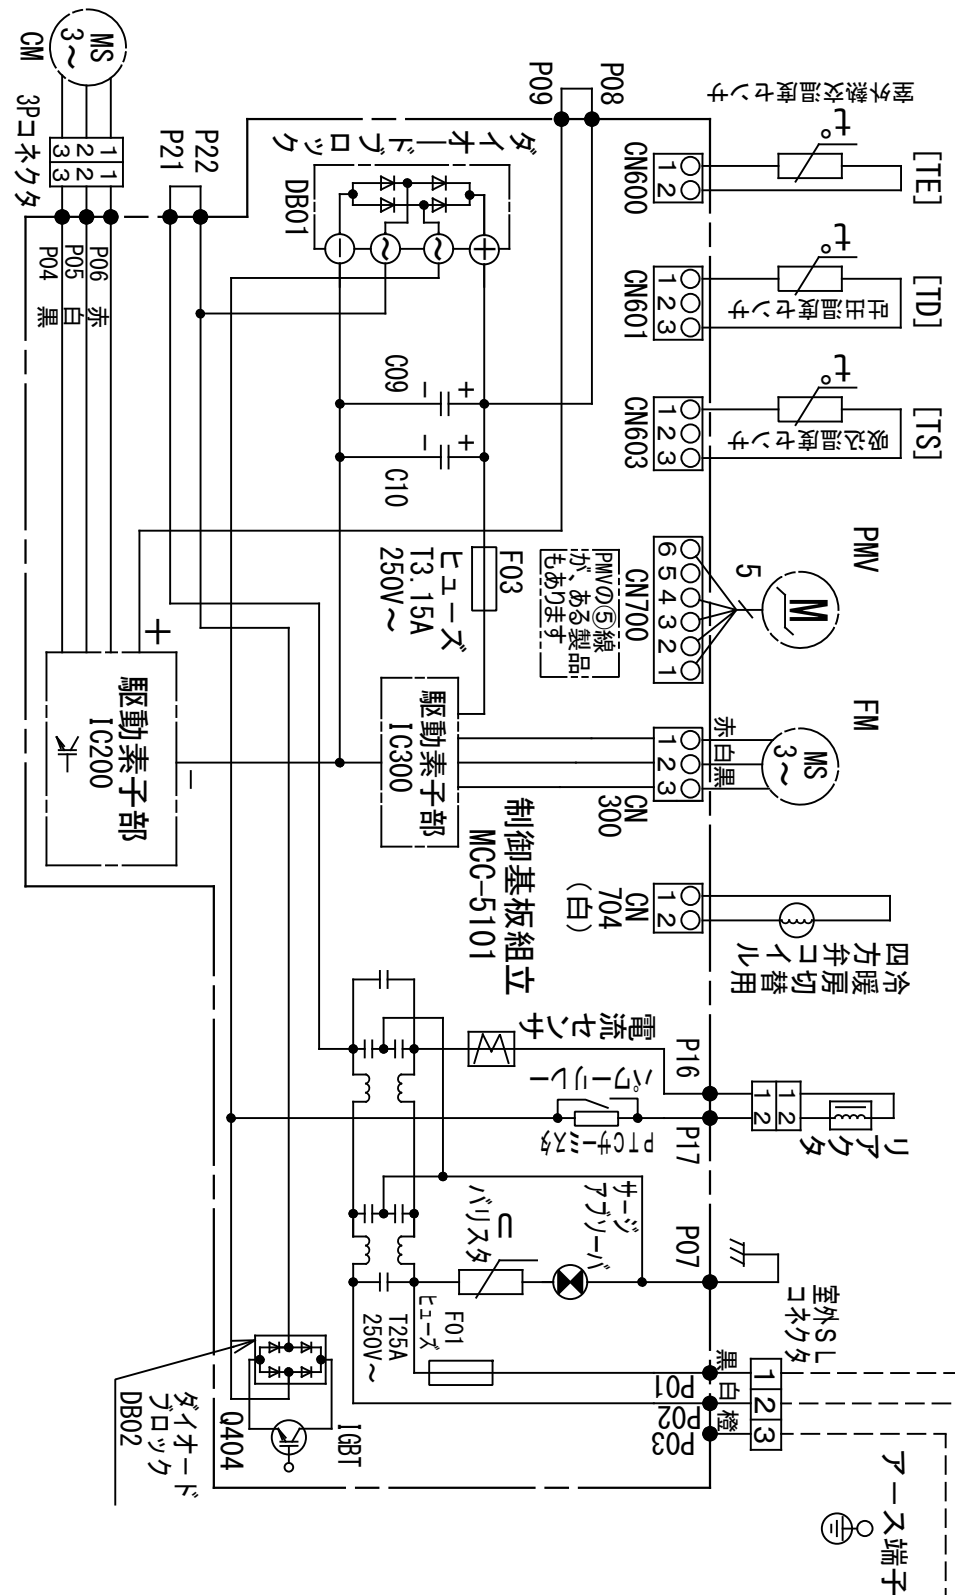 MS
3～
CM
3Pコネクタ
1
2
3
1
2
3
P21
P22
P06
P05
P04
赤
白
黒
P09
P08
ダイオードブロック
DB01
－
～
～
＋
C09
－
＋
C10
－
＋
F03
ヒューズ
T3.15A
250V～
PMVの⑤線
が、ある製品
もあります
＋
駆動素子部
IC200
－
駆動素子部
IC300
制御基板組立
MCC-5101
室外熱交温度センサ
t°
[TE]
CN600
1
2
t°
[TD]
吐出温度センサ
CN601
1
2
3
t°
[TS]
吸込温度センサ
CN603
1
2
3
PMV
M
5
CN700
6
5
4
3
2
1
FM
MS
3～
赤
白
黒
1
2
3
CN
300
CN
704
(白)
1
2
四方弁コイル
冷暖房切替用
電流センサ
パワーリレー
PTCサーミスタ
P16
P17
1
2
1
2
リアクタ
U
バリスタ
サージ
アブソーバ
P07
室外SL
コネクタ
F01
ヒューズ
T25A
250V～
P01
P02
P03
黒
白
橙
1
2
3
アース端子
IGBT
Q404
ダイオード
ブロック
DB02